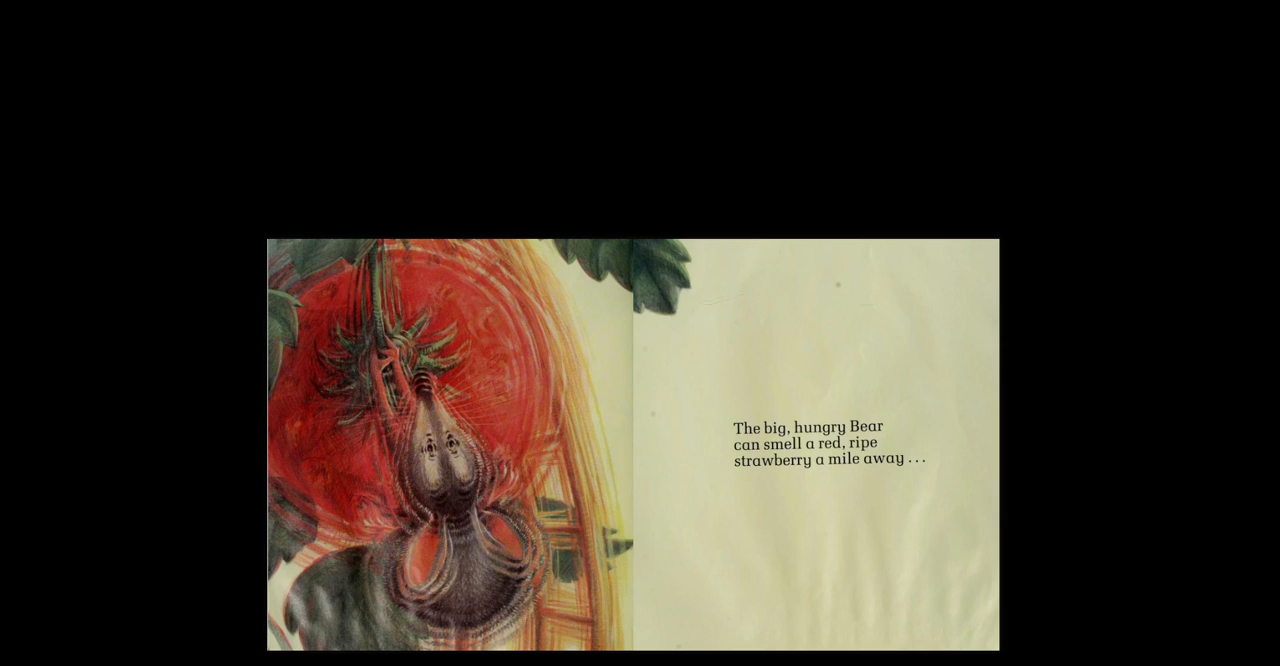 The big, hungry Bear
can smell a red, ripe
strawberry a mile away . . .